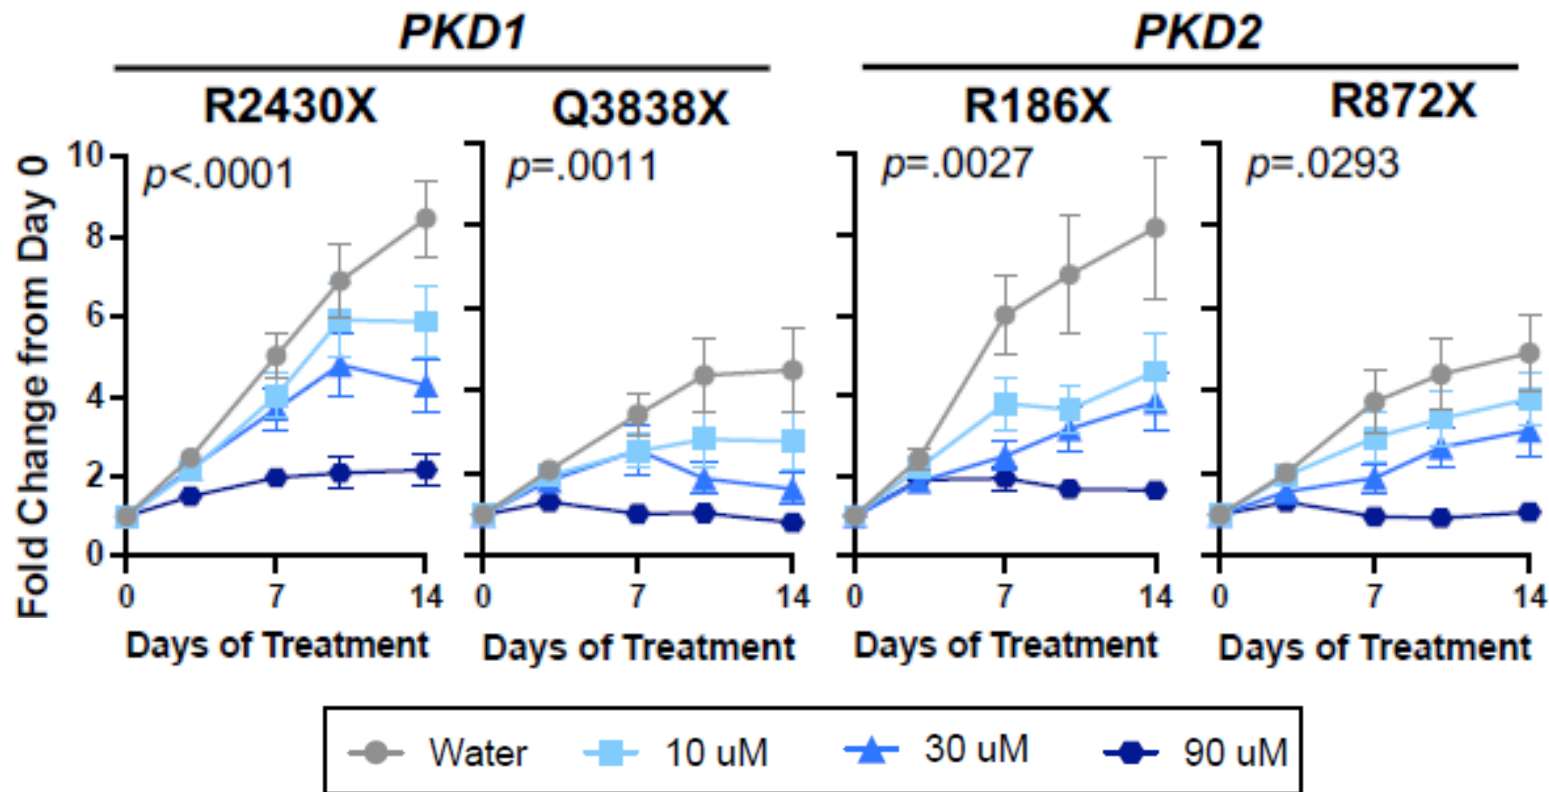 PKD1 PKD2
R2430X Q3838X R186X R872X
p<.0001 p=.0011 p=.0027 p=.0293
Fold Change from Day 0
10
8
6
4
2
0
0 7 14 0 7 14 0 7 14 0 7 14
Days of Treatment Days of Treatment Days of Treatment Days of Treatment
Water 10 uM 30 uM 90 uM